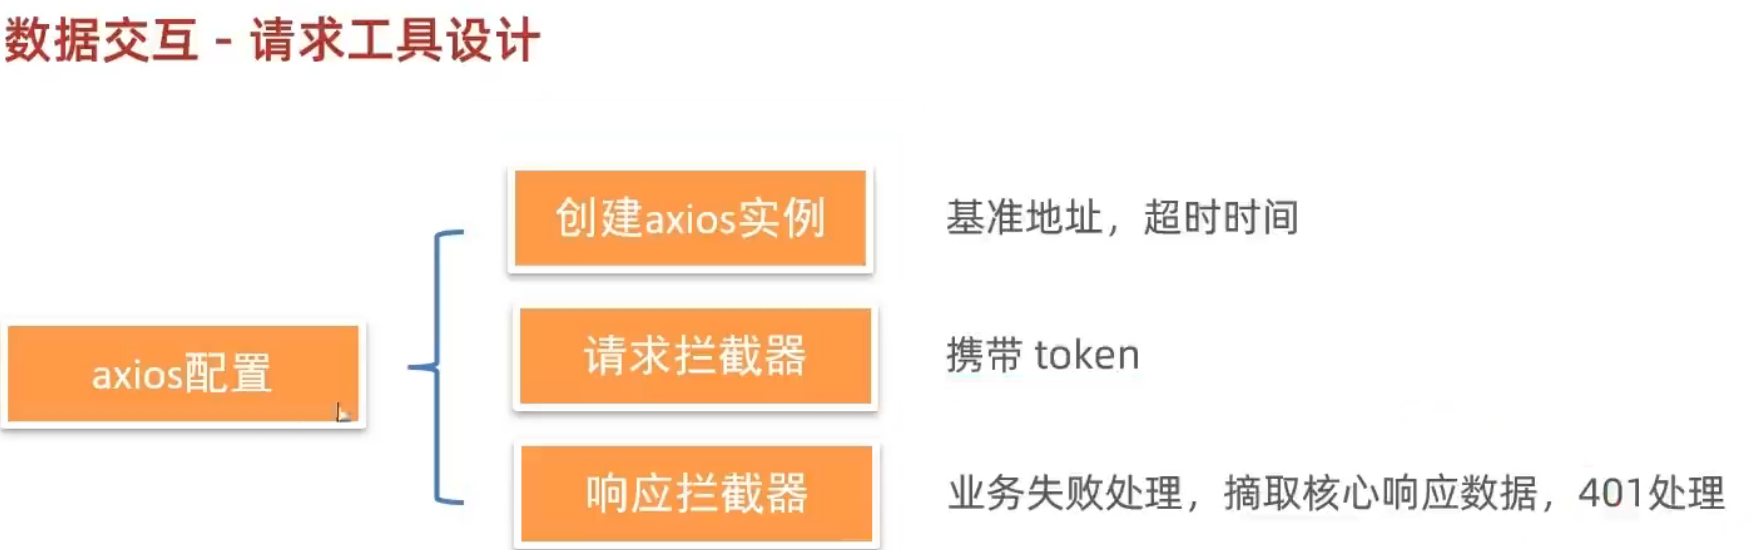 数据交互 - 请求工具设计
创建axios实例
基准地址，超时时间
请求拦截器
携带 token
axios配置
响应拦截器
业务失败处理，摘取核心响应数据，401处理